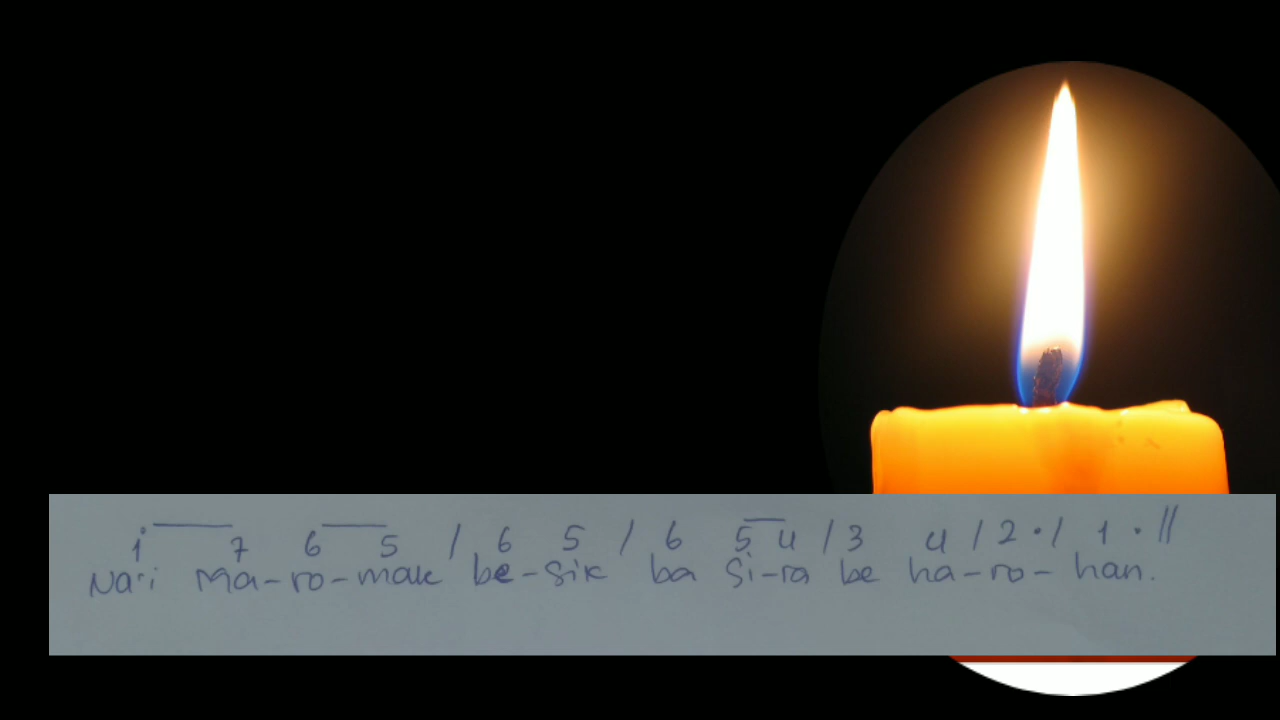 1̇ 7 6 5 / 6 5 / 6 5 4 / 3 4 / 2 · / 1 · //
Na'i Ma-ro-mak be-sik ba Si-ra be ha-ro-han.